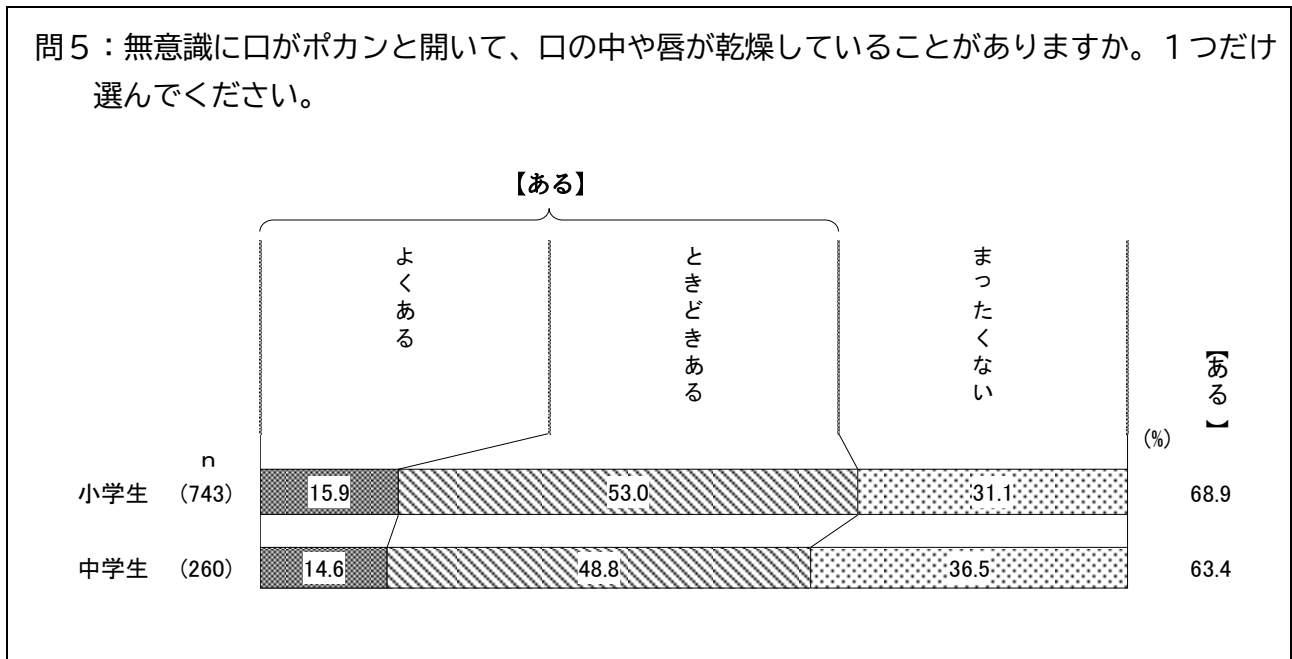 問5：無意識に口がポカンと開いて、口の中や唇が乾燥していることがありますか。1つだけ
選んでください。
【ある】
よくある
ときどきある
まったくない
【ある】
(%)
n
小学生 (743) 15.9 53.0 31.1 68.9
中学生 (260) 14.6 48.8 36.5 63.4